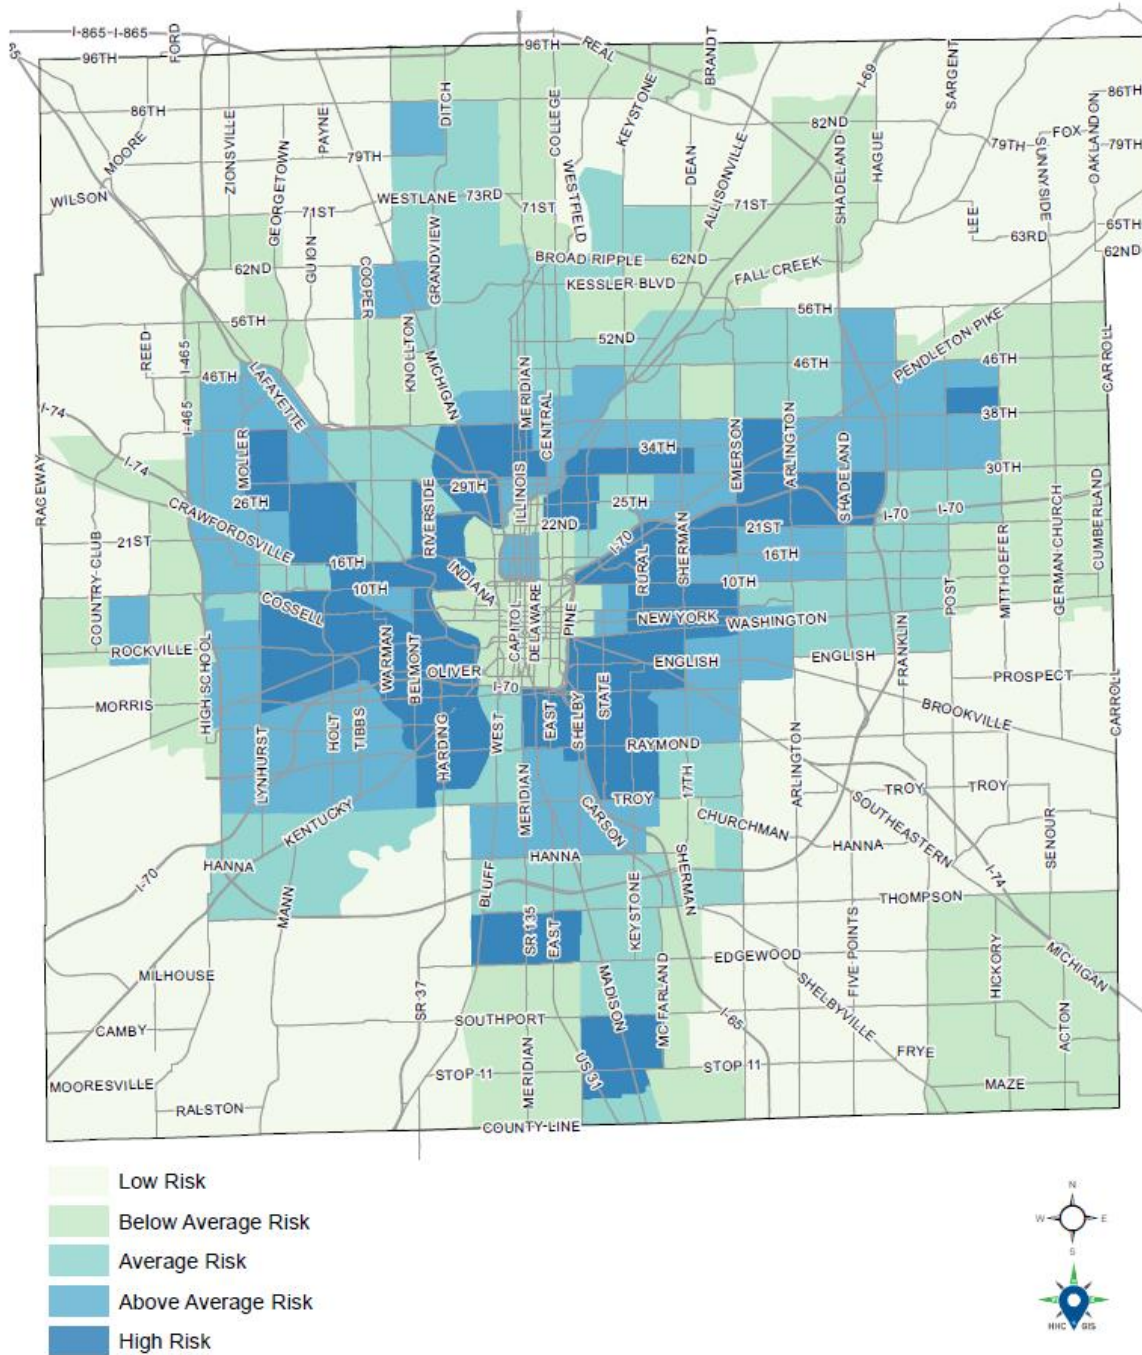 I-865
I-865
FORD
96TH
65
96TH
REAL
BRANDT
KEYSTONE
I-69
SARGENT
86TH
86TH
DITCH
COLLEGE
MOORE
ZIONSVILLE
PAYNE
GEORGETOWN
82ND
HAGUE
SHADELAND
FOX
OAKLANDON
79TH
79TH
79TH
SUNNYSIDE
WESTFIELD
DEAN
ALLISONVILLE
WILSON
71ST
WESTLANE
73RD
71ST
71ST
LEE
63RD
65TH
62ND
GUION
62ND
COOPER
GRANDVIEW
BROAD RIPPLE
62ND
FALL CREEK
KESSLER BLVD
REED
I-465
56TH
KNOLLTON
MICHIGAN
52ND
56TH
PENDLETON PIKE
46TH
46TH
46TH
CARROLL
LAFAYETTE
MERIDIAN
CENTRAL
I-74
I-465
38TH
MOLLER
34TH
EMERSON
ARLINGTON
SHADELAND
30TH
RACEWAY
I-74
26TH
29TH
ILLINOIS
25TH
CRAWFORDSVILLE
RIVERSIDE
22ND
21ST
I-70
I-70
I-70
GERMAN CHURCH
CUMBERLAND
21ST
COUNTRY CLUB
16TH
RURAL
SHERMAN
16TH
MITTHOEFER
10TH
INDIANA
10TH
POST
COSSELL
CAPITOL
DELAWARE
PINE
NEW YORK
WASHINGTON
ROCKVILLE
HIGH SCHOOL
WARMAN
BELMONT
OLIVER
ENGLISH
ENGLISH
FRANKLIN
PROSPECT
I-70
MORRIS
HOLT
TIBBS
HARDING
WEST
EAST
SHELBY
STATE
BROOKVILLE
CARROLL
RAYMOND
LYNHURST
17TH
ARLINGTON
TROY
TROY
TROY
KENTUCKY
MERIDIAN
CARSON
CHURCHMAN
HANNA
SOUTHEASTERN
SENOUR
HANNA
HANNA
I-70
I-74
MANN
BLUFF
SHERMAN
THOMPSON
SR 135
EAST
KEYSTONE
FIVE POINTS
HICKORY
MICHIGAN
EDGEWOOD
MILHOUSE
SR 37
MADISON
MC FARLAND
SHELBYVILLE
CAMBY
SOUTHPORT
I-65
ACTON
FRYE
MOORESVILLE
STOP 11
MERIDIAN
US 31
STOP 11
MAZE
RALSTON
COUNTY LINE
Low Risk
Below Average Risk
Average Risk
Above Average Risk
High Risk
N
W
E
S
HHC GIS